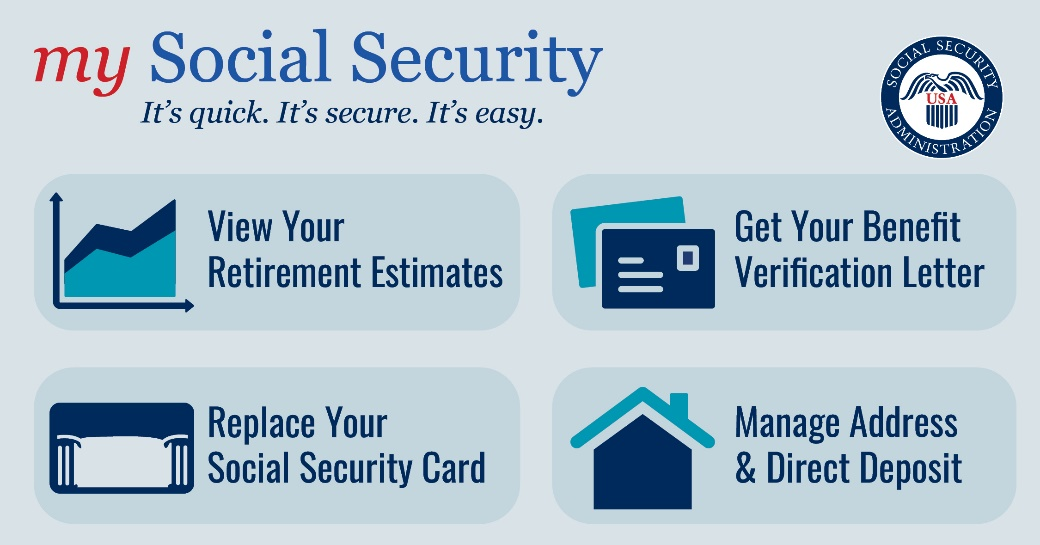 my Social Security
It's quick. It's secure. It's easy.
SOCIAL SECURITY
USA
ADMINISTRATION
View Your
Retirement Estimates
Get Your Benefit
Verification Letter
Replace Your
Social Security Card
Manage Address
& Direct Deposit